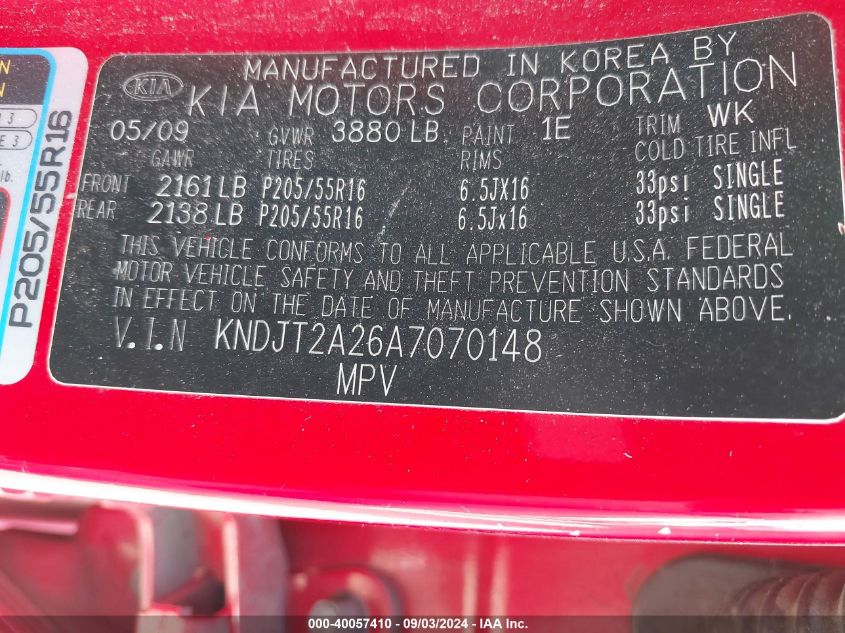 MANUFACTURED IN KOREA BY
KIA KIA MOTORS CORPORATION
05/09 GVWR 3880 LB PAINT 1E TRIM WK
GAWR TIRES RIMS COLD TIRE INFL
FRONT 2161 LB P205/55R16 6.5JX16 33psi SINGLE
REAR 2138 LB P205/55R16 6.5Jx16 33psi SINGLE
THIS VEHICLE CONFORMS TO ALL APPLICABLE U.S.A. FEDERAL
MOTOR VEHICLE SAFETY AND THEFT PREVENTION STANDARDS
IN EFFECT ON THE DATE OF MANUFACTURE SHOWN ABOVE.
V.I.N KNDJT2A26A7070148
MPV
N
N
3
E 3
lb.
P205/55R16
000-40057410 - 09/03/2024 - IAA Inc.